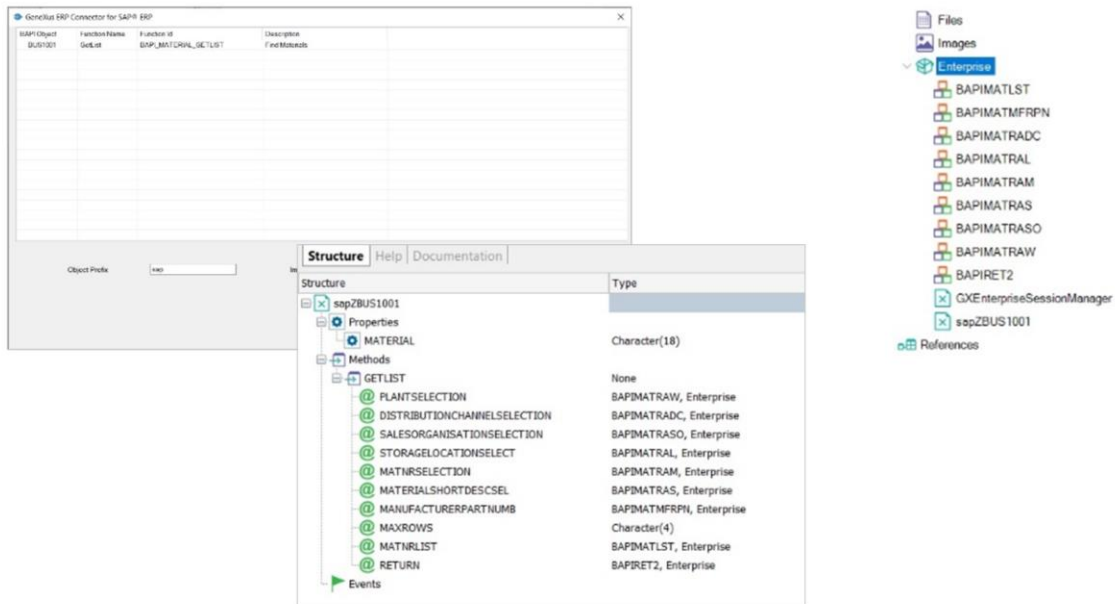 GeneXus ERP Connector for SAP® ERP
BAPI Object Function Name Function Id Description
BUS1001 GetList BAPI_MATERIAL_GETLIST Find Materials
Object Prefix sap
Structure Help Documentation
Structure Type
sapZBUS1001
Properties
MATERIAL Character(18)
Methods
GETLIST None
PLANTSELECTION BAPIMATRAW, Enterprise
DISTRIBUTIONCHANNELSELECTION BAPIMATRADC, Enterprise
SALESORGANISATIONSELECTION BAPIMATRASO, Enterprise
STORAGELOCATIONSELECT BAPIMATRAL, Enterprise
MATNRSELECTION BAPIMATRAM, Enterprise
MATERIALSHORTDESCSEL BAPIMATRAS, Enterprise
MANUFACTURERPARTNUMB BAPIMATMFRPN, Enterprise
MAXROWS Character(4)
MATNRLIST BAPIMATLST, Enterprise
RETURN BAPIRET2, Enterprise
Events
Files
Images
Enterprise
BAPIMATLST
BAPIMATMFRPN
BAPIMATRADC
BAPIMATRAL
BAPIMATRAM
BAPIMATRAS
BAPIMATRASO
BAPIMATRAW
BAPIRET2
GXEnterpriseSessionManager
sapZBUS1001
References